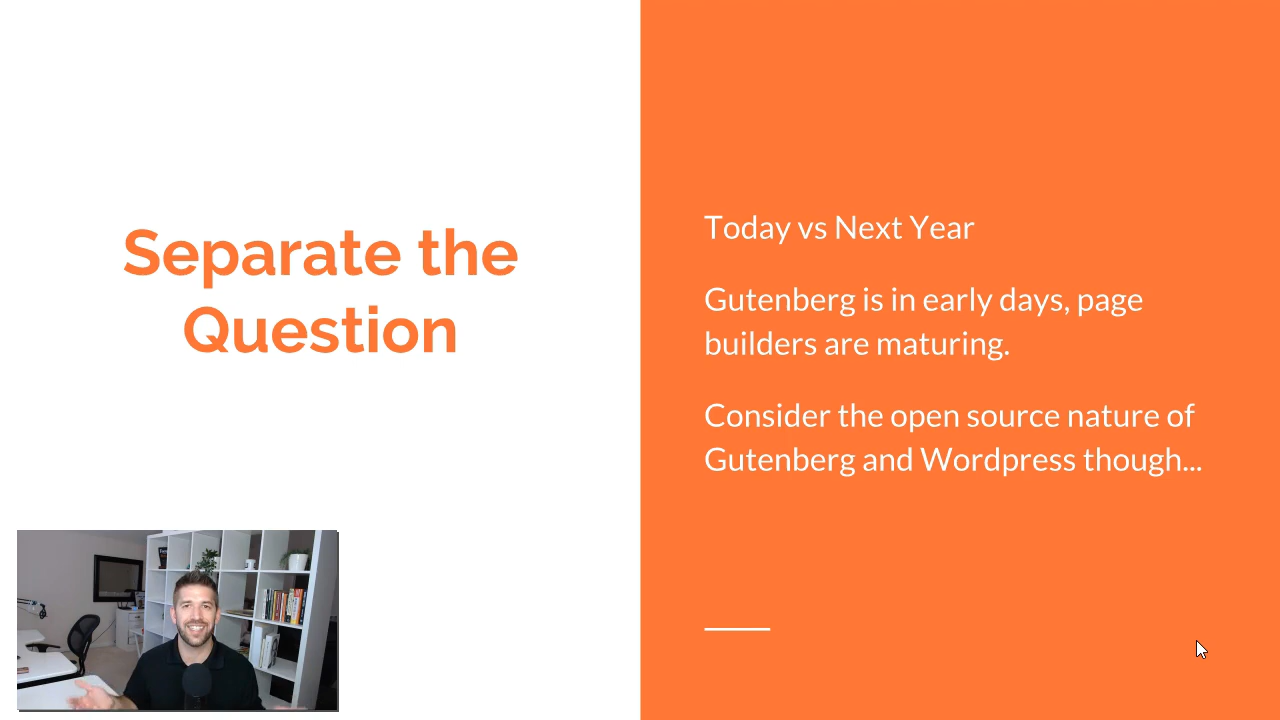 Separate the
Question
Today vs Next Year
Gutenberg is in early days, page
builders are maturing.
Consider the open source nature of
Gutenberg and Wordpress though...